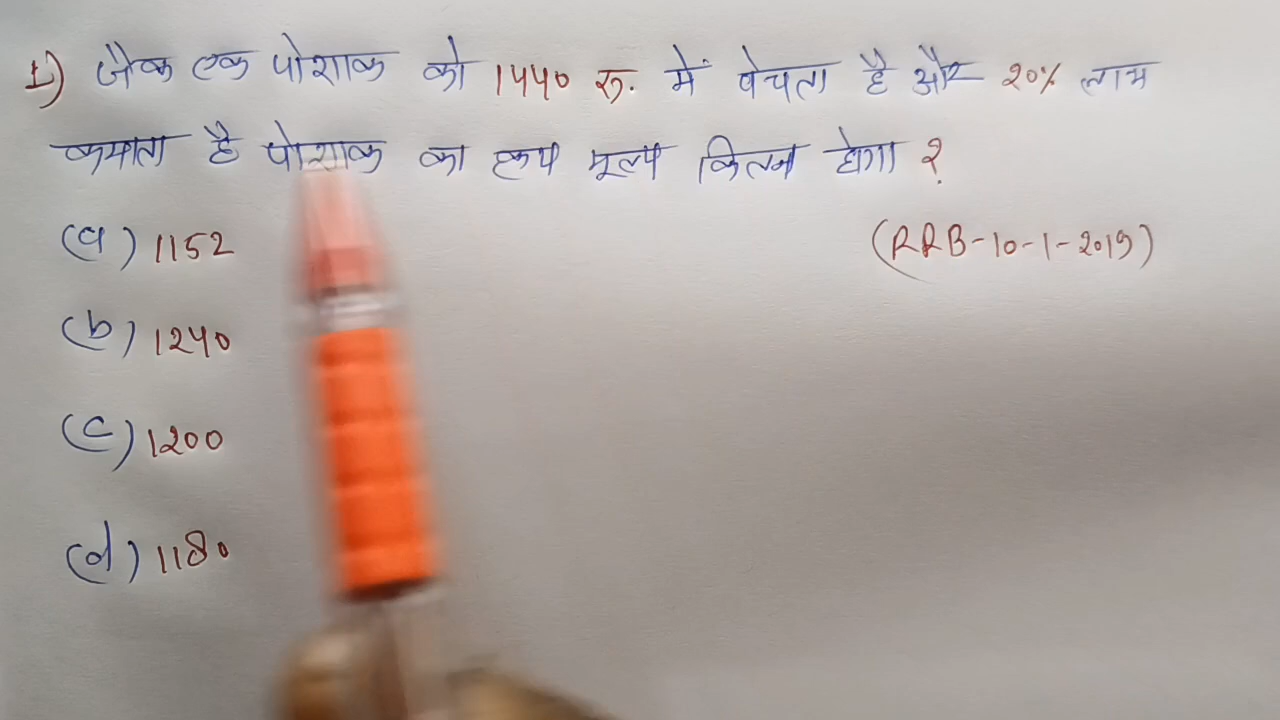 1) जैक एक पोशाक को 1440 रु. में बेचता है और 20% लाभ
कमाता है पोशाक का क्रय मूल्य कितना होगा ?
(a) 1152
(RRB-10-1-2019)
(b) 1240
(c) 1200
(d) 1180